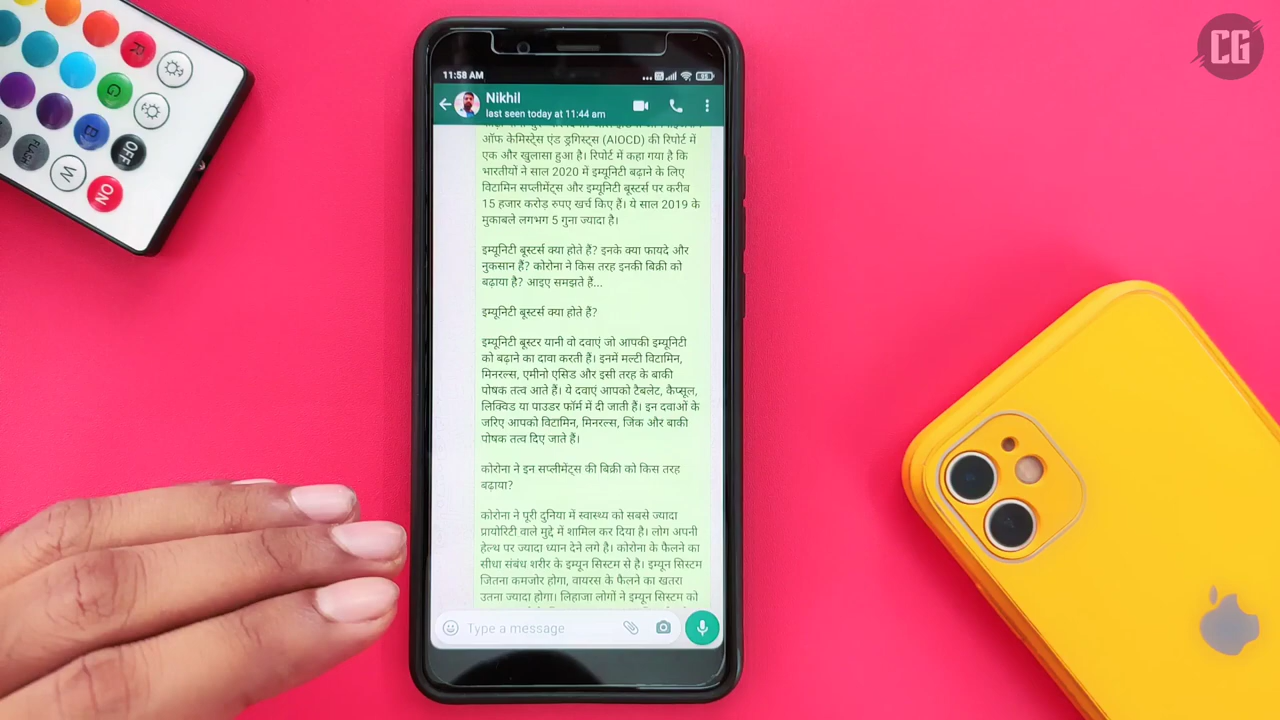 CG
R
G
B
W
FLASH
OFF
ON
11:58 AM
Nikhil
last seen today at 11:44 am
ऑफ केमिस्ट्स एंड ड्रगिस्ट्स (AIOCD) की रिपोर्ट में
एक और खुलासा हुआ है। रिपोर्ट में कहा गया है कि
भारतीयों ने साल 2020 में इम्यूनिटी बढ़ाने के लिए
विटामिन सप्लीमेंट्स और इम्यूनिटी बूस्टर्स पर करीब
15 हजार करोड़ रुपए खर्च किए हैं। ये साल 2019 के
मुकाबले लगभग 5 गुना ज्यादा है।
इम्यूनिटी बूस्टर्स क्या होते हैं? इनके क्या फायदे और
नुकसान हैं? कोरोना ने किस तरह इनकी बिक्री को
बढ़ाया है? आइए समझते हैं...
इम्यूनिटी बूस्टर्स क्या होते हैं?
इम्यूनिटी बूस्टर यानी वो दवाएं जो आपकी इम्यूनिटी
को बढ़ाने का दावा करती हैं। इनमें मल्टी विटामिन,
मिनरल्स, एमीनो एसिड और इसी तरह के बाकी
पोषक तत्व आते हैं। ये दवाएं आपको टैबलेट, कैप्सूल,
लिक्विड या पाउडर फॉर्म में दी जाती हैं। इन दवाओं के
जरिए आपको विटामिन, मिनरल्स, जिंक और बाकी
पोषक तत्व दिए जाते हैं।
कोरोना ने इन सप्लीमेंट्स की बिक्री को किस तरह
बढ़ाया?
कोरोना ने पूरी दुनिया में स्वास्थ्य को सबसे ज्यादा
प्रायोरिटी वाले मुद्दे में शामिल कर दिया है। लोग अपनी
हेल्थ पर ज्यादा ध्यान देने लगे है। कोरोना के फैलने का
सीधा संबंध शरीर के इम्यून सिस्टम से है। इम्यून सिस्टम
जितना कमजोर होगा, वायरस के फैलने का खतरा
उतना ज्यादा होगा। लिहाजा लोगों ने इम्यून सिस्टम को
Type a message